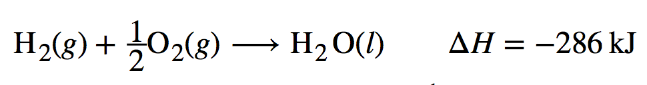 H₂(g) + ½O₂(g) ⟶ H₂O(l) ΔH = −286 kJ